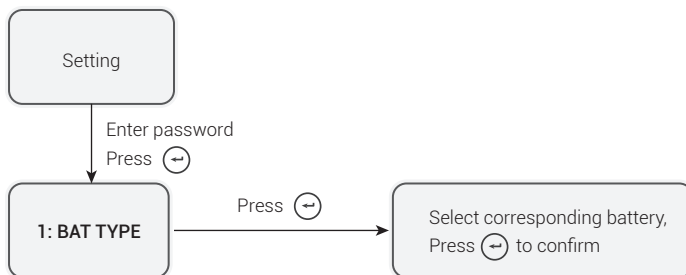 Setting
Enter password
Press
1: BAT TYPE
Press
Select corresponding battery,
Press to confirm